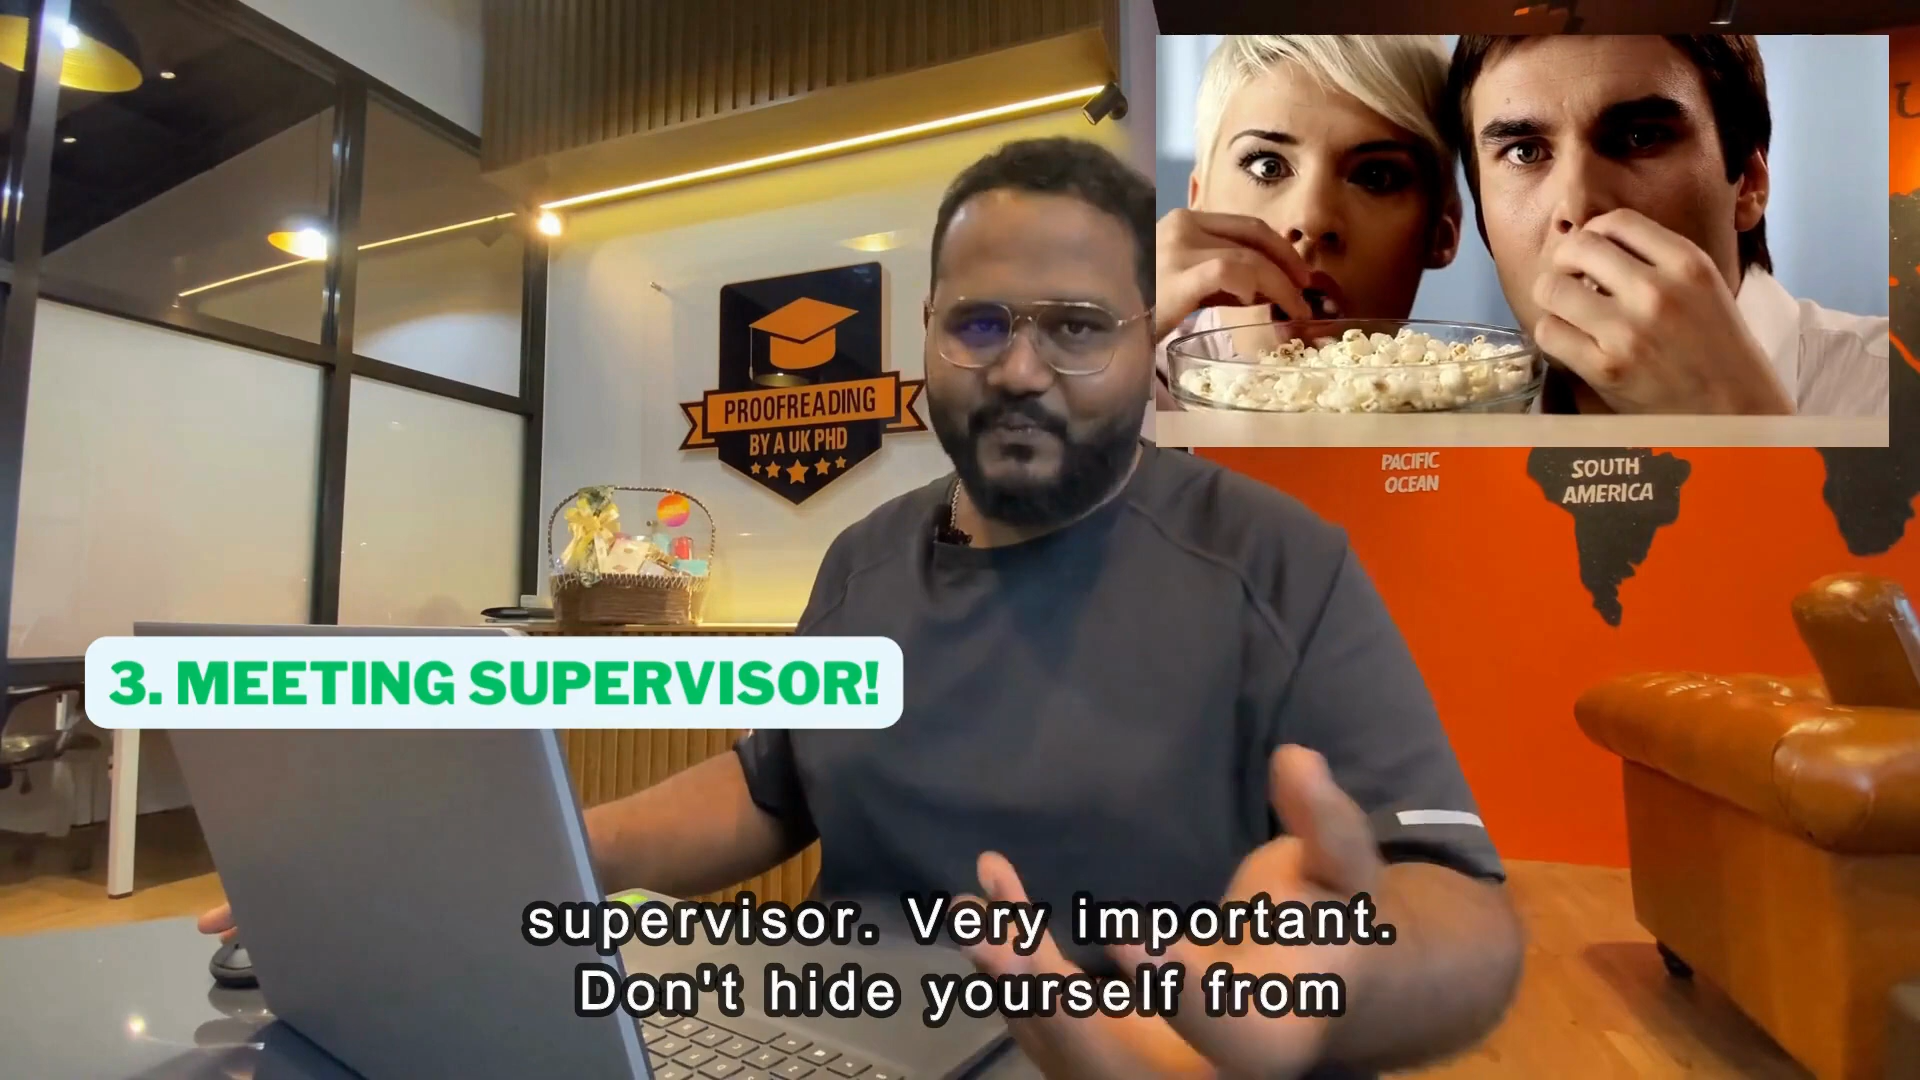 PROOFREADING
BY A UK PHD
PACIFIC
OCEAN
SOUTH
AMERICA
3. MEETING SUPERVISOR!
supervisor. Very important.
Don't hide yourself from